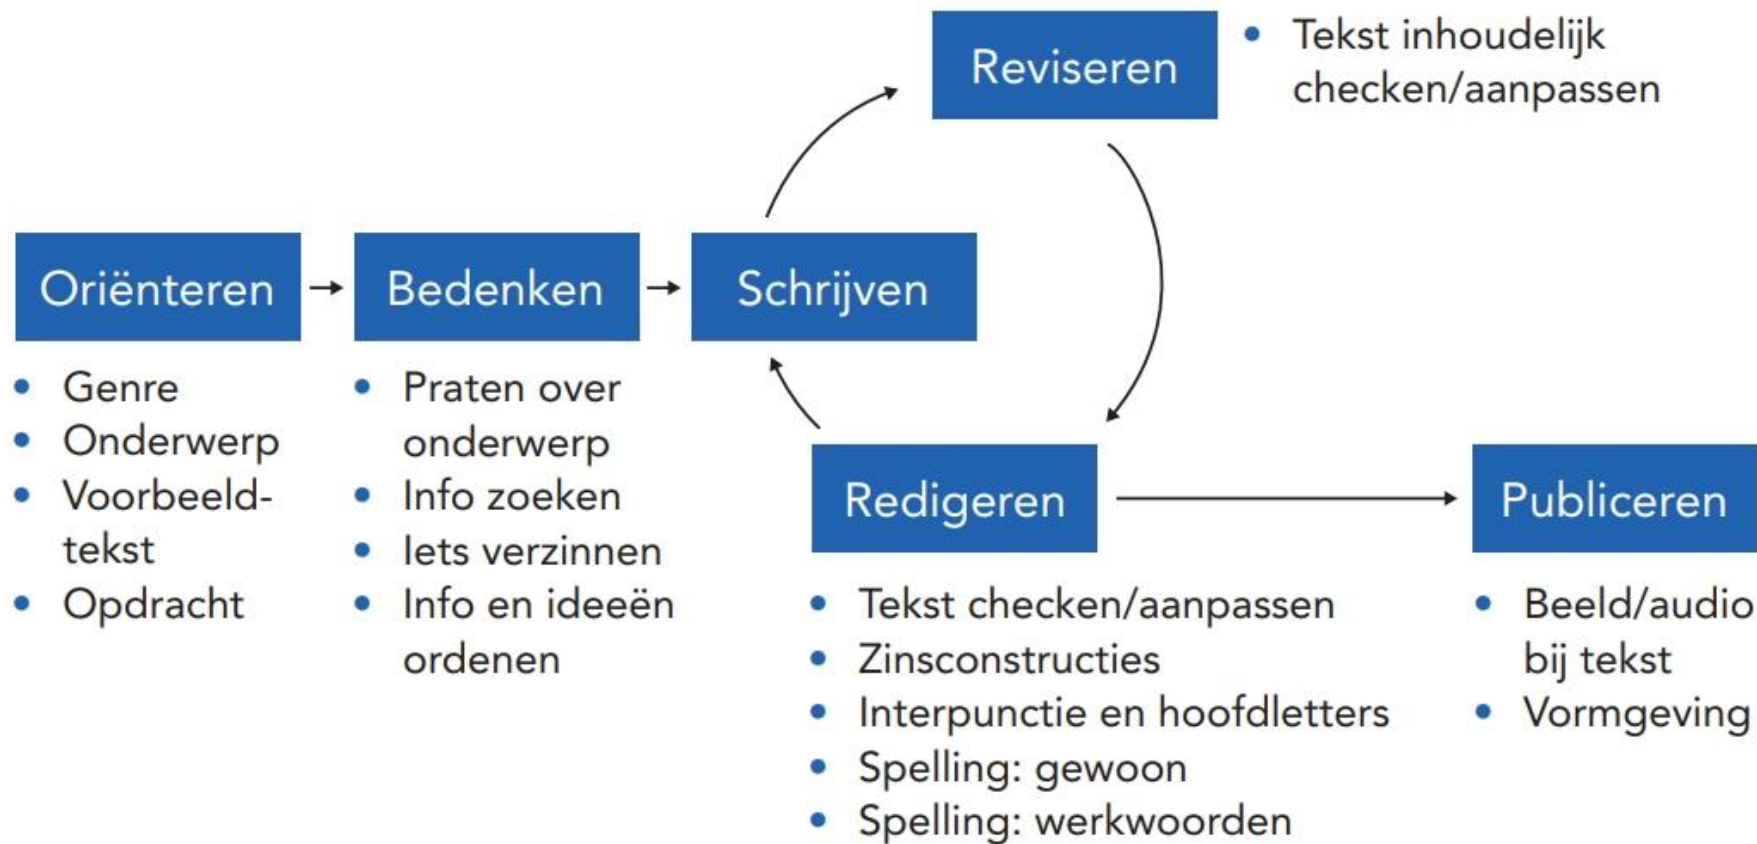 Reviseren
• Tekst inhoudelijk
checken/aanpassen
Oriënteren
• Genre
• Onderwerp
• Voorbeeld-
tekst
• Opdracht
Bedenken
• Praten over
onderwerp
• Info zoeken
• Iets verzinnen
• Info en ideeën
ordenen
Schrijven
Redigeren
• Tekst checken/aanpassen
• Zinsconstructies
• Interpunctie en hoofdletters
• Spelling: gewoon
• Spelling: werkwoorden
Publiceren
• Beeld/audio
bij tekst
• Vormgeving